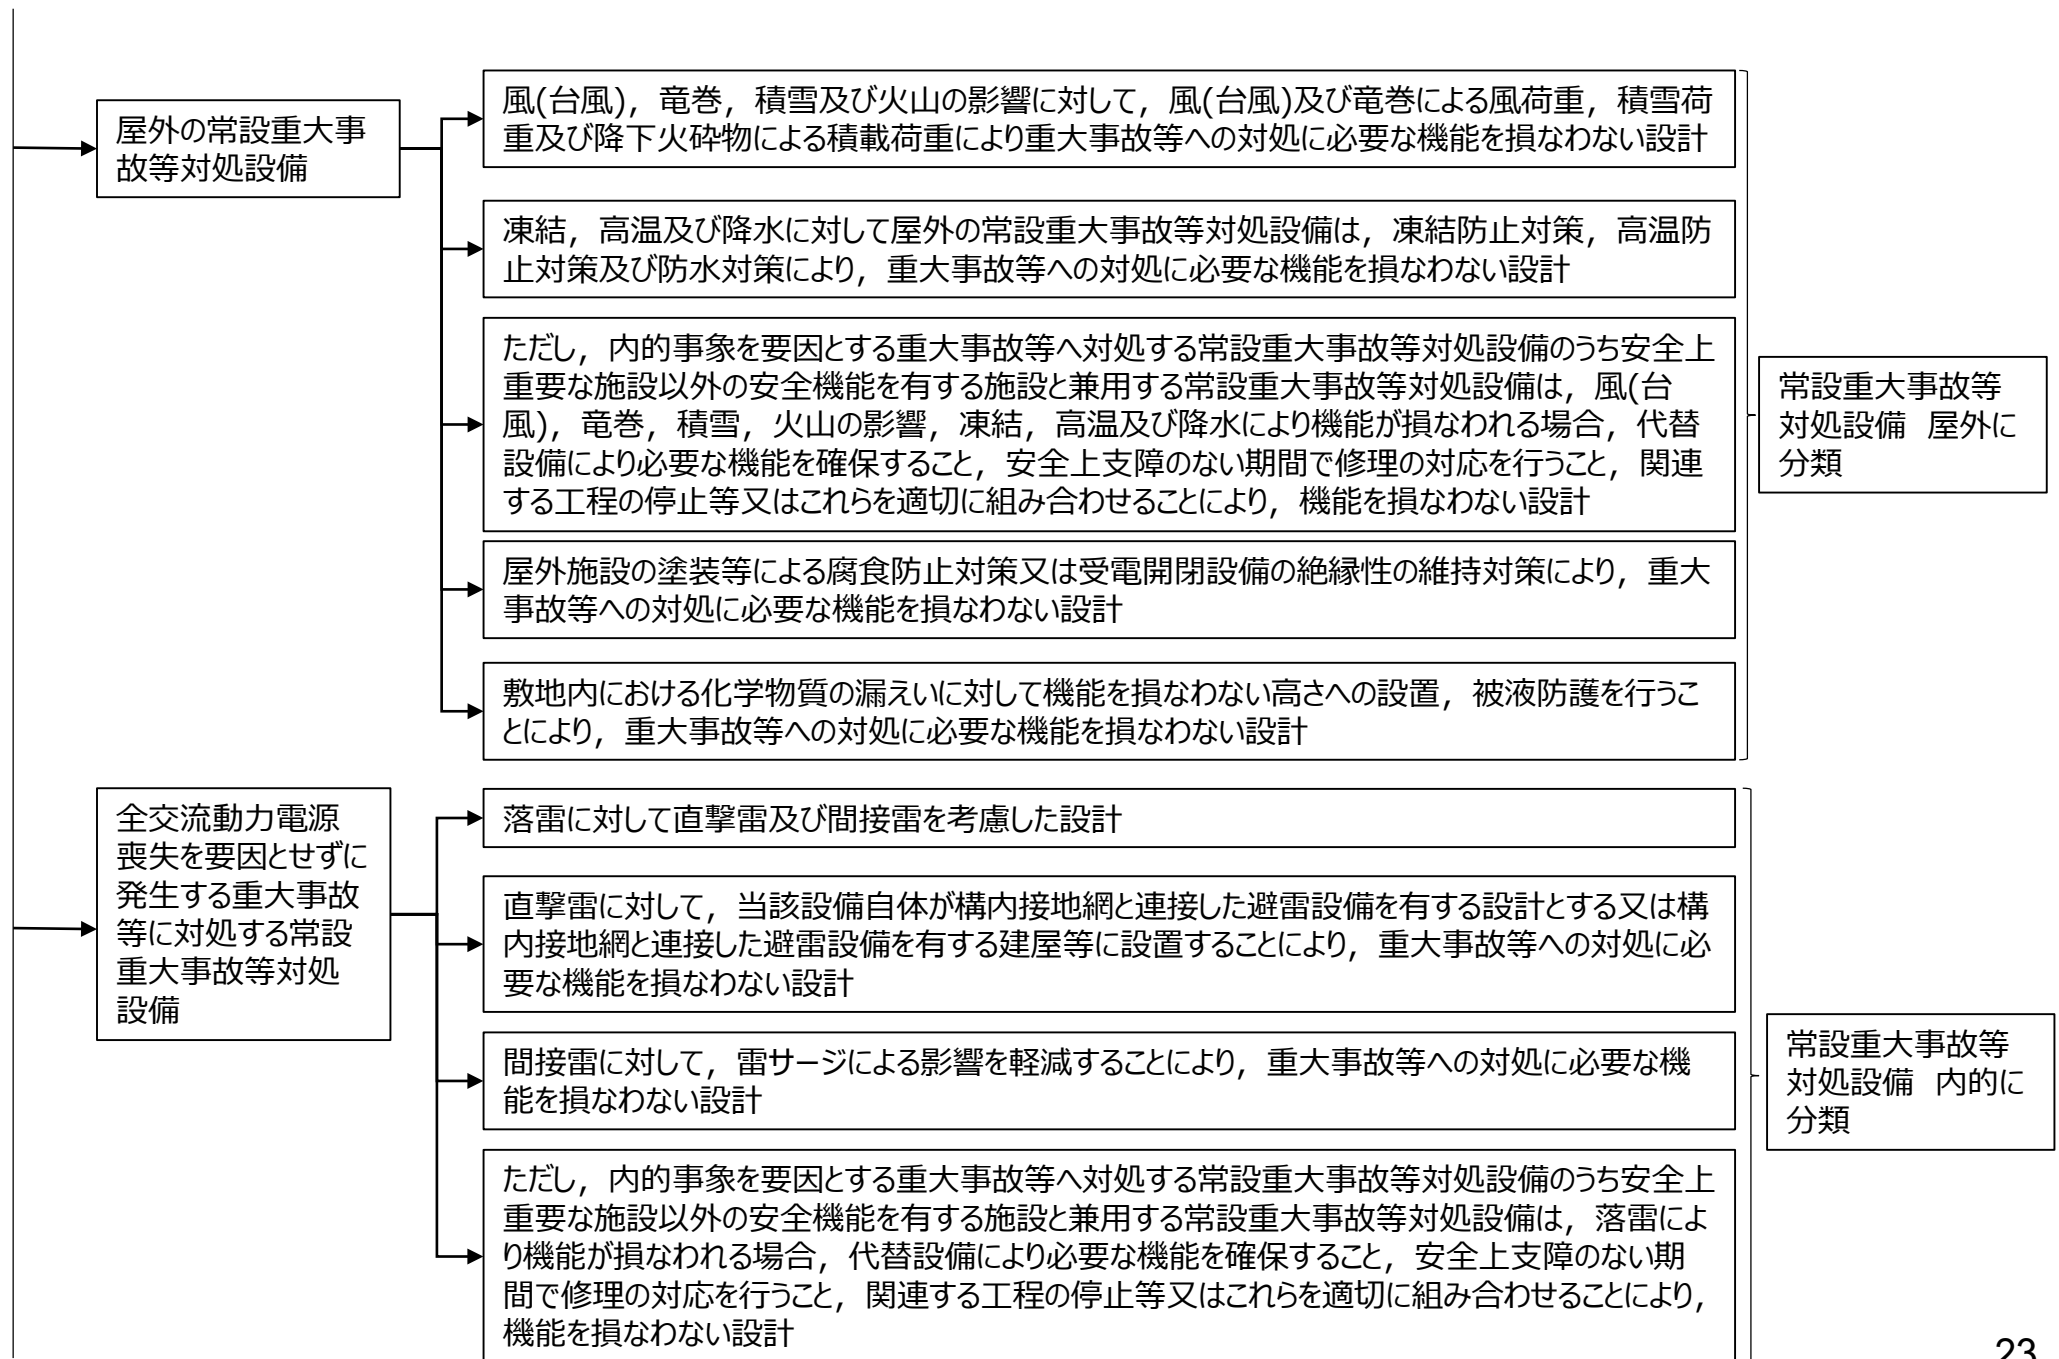 屋外の常設重大事
故等対処設備
風(台風)，竜巻，積雪及び火山の影響に対して，風(台風)及び竜巻による風荷重，積雪荷
重及び降下火砕物による積載荷重により重大事故等への対処に必要な機能を損なわない設計
凍結，高温及び降水に対して屋外の常設重大事故等対処設備は，凍結防止対策，高温防
止対策及び防水対策により，重大事故等への対処に必要な機能を損なわない設計
ただし，内的事象を要因とする重大事故等へ対処する常設重大事故等対処設備のうち安全上
重要な施設以外の安全機能を有する施設と兼用する常設重大事故等対処設備は，風(台
風)，竜巻，積雪，火山の影響，凍結，高温及び降水により機能が損なわれる場合，代替
設備により必要な機能を確保すること，安全上支障のない期間で修理の対応を行うこと，関連
する工程の停止等又はこれらを適切に組み合わせることにより，機能を損なわない設計
屋外施設の塗装等による腐食防止対策又は受電開閉設備の絶縁性の維持対策により，重大
事故等への対処に必要な機能を損なわない設計
敷地内における化学物質の漏えいに対して機能を損なわない高さへの設置，被液防護を行うこ
とにより，重大事故等への対処に必要な機能を損なわない設計
常設重大事故等
対処設備 屋外に
分類
全交流動力電源
喪失を要因とせずに
発生する重大事故
等に対処する常設
重大事故等対処
設備
落雷に対して直撃雷及び間接雷を考慮した設計
直撃雷に対して，当該設備自体が構内接地網と連接した避雷設備を有する設計とする又は構
内接地網と連接した避雷設備を有する建屋等に設置することにより，重大事故等への対処に必
要な機能を損なわない設計
間接雷に対して，雷サージによる影響を軽減することにより，重大事故等への対処に必要な機
能を損なわない設計
ただし，内的事象を要因とする重大事故等へ対処する常設重大事故等対処設備のうち安全上
重要な施設以外の安全機能を有する施設と兼用する常設重大事故等対処設備は，落雷によ
り機能が損なわれる場合，代替設備により必要な機能を確保すること，安全上支障のない期
間で修理の対応を行うこと，関連する工程の停止等又はこれらを適切に組み合わせることにより，
機能を損なわない設計
常設重大事故等
対処設備 内的に
分類
23